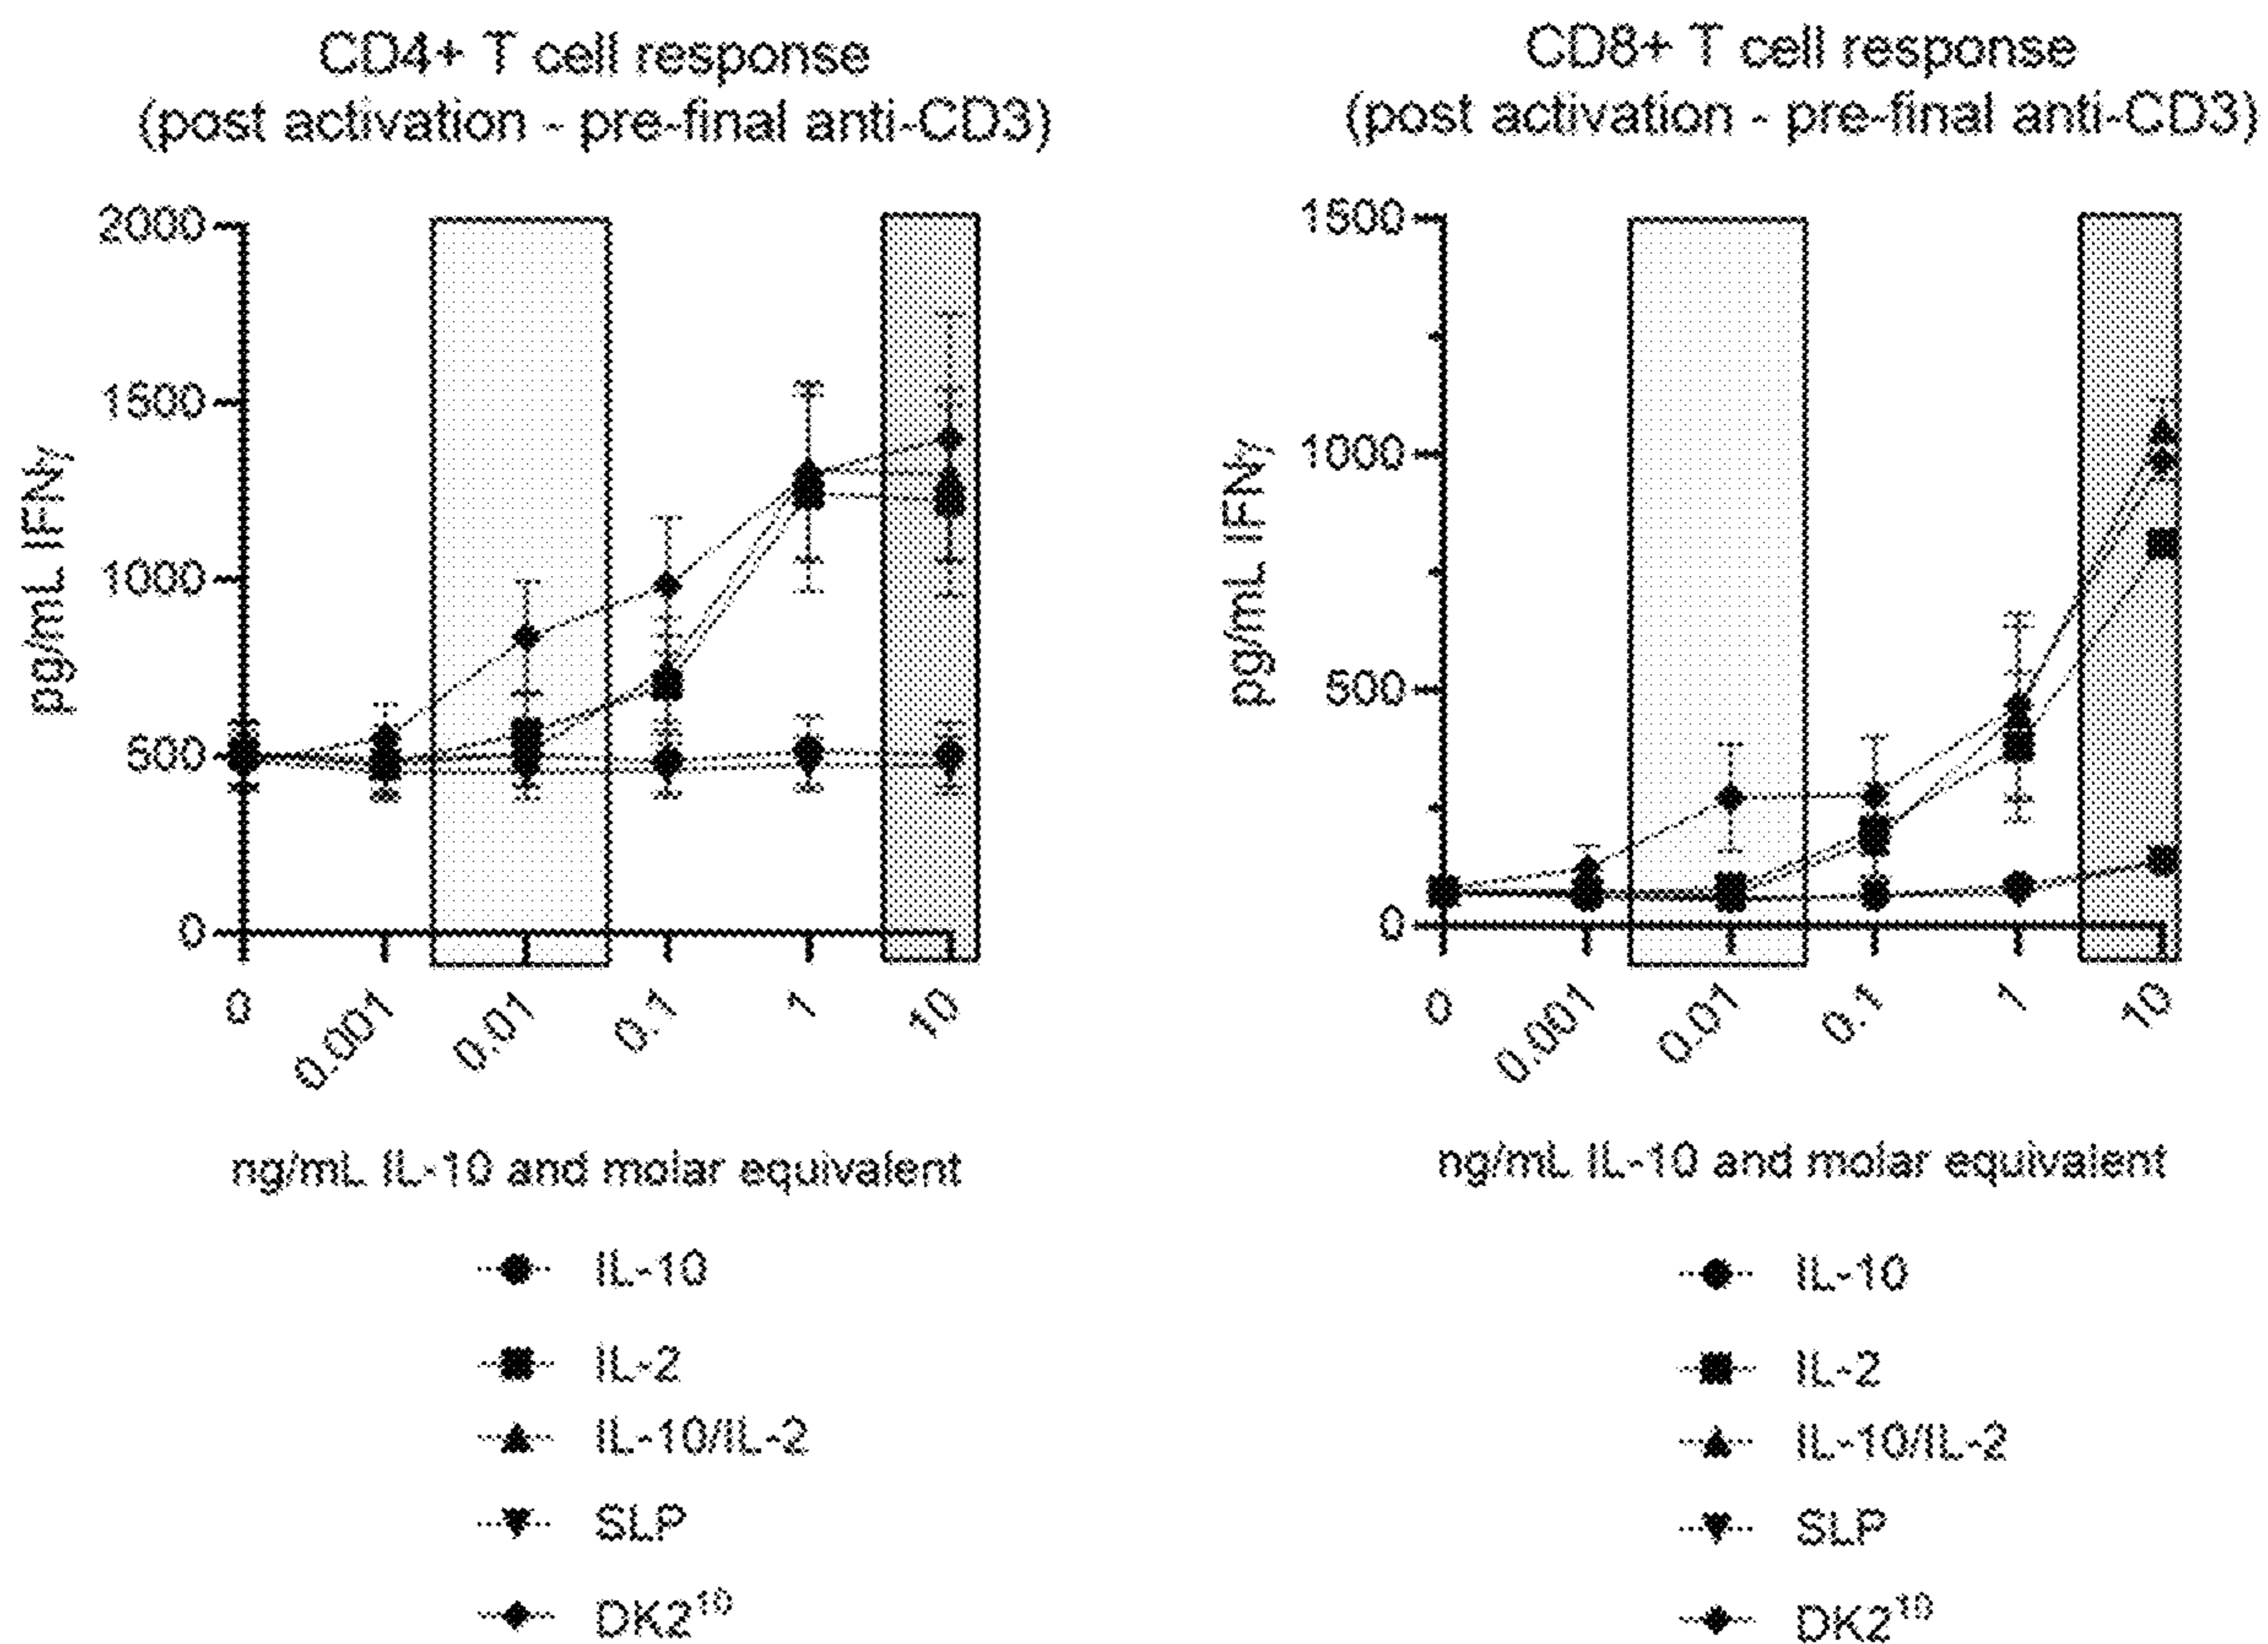 CD4+ T cell response
(post activation - pre-final anti-CD3)
pg/mL IFNγ
2000
1500
1000
500
0
0
0.001
0.01
0.1
1
10
ng/mL IL-10 and molar equivalent
IL-10
IL-2
IL-10/IL-2
SLP
DK2¹⁰
CD8+ T cell response
(post activation - pre-final anti-CD3)
pg/mL IFNγ
1500
1000
500
0
0
0.001
0.01
0.1
1
10
ng/mL IL-10 and molar equivalent
IL-10
IL-2
IL-10/IL-2
SLP
DK2¹⁰